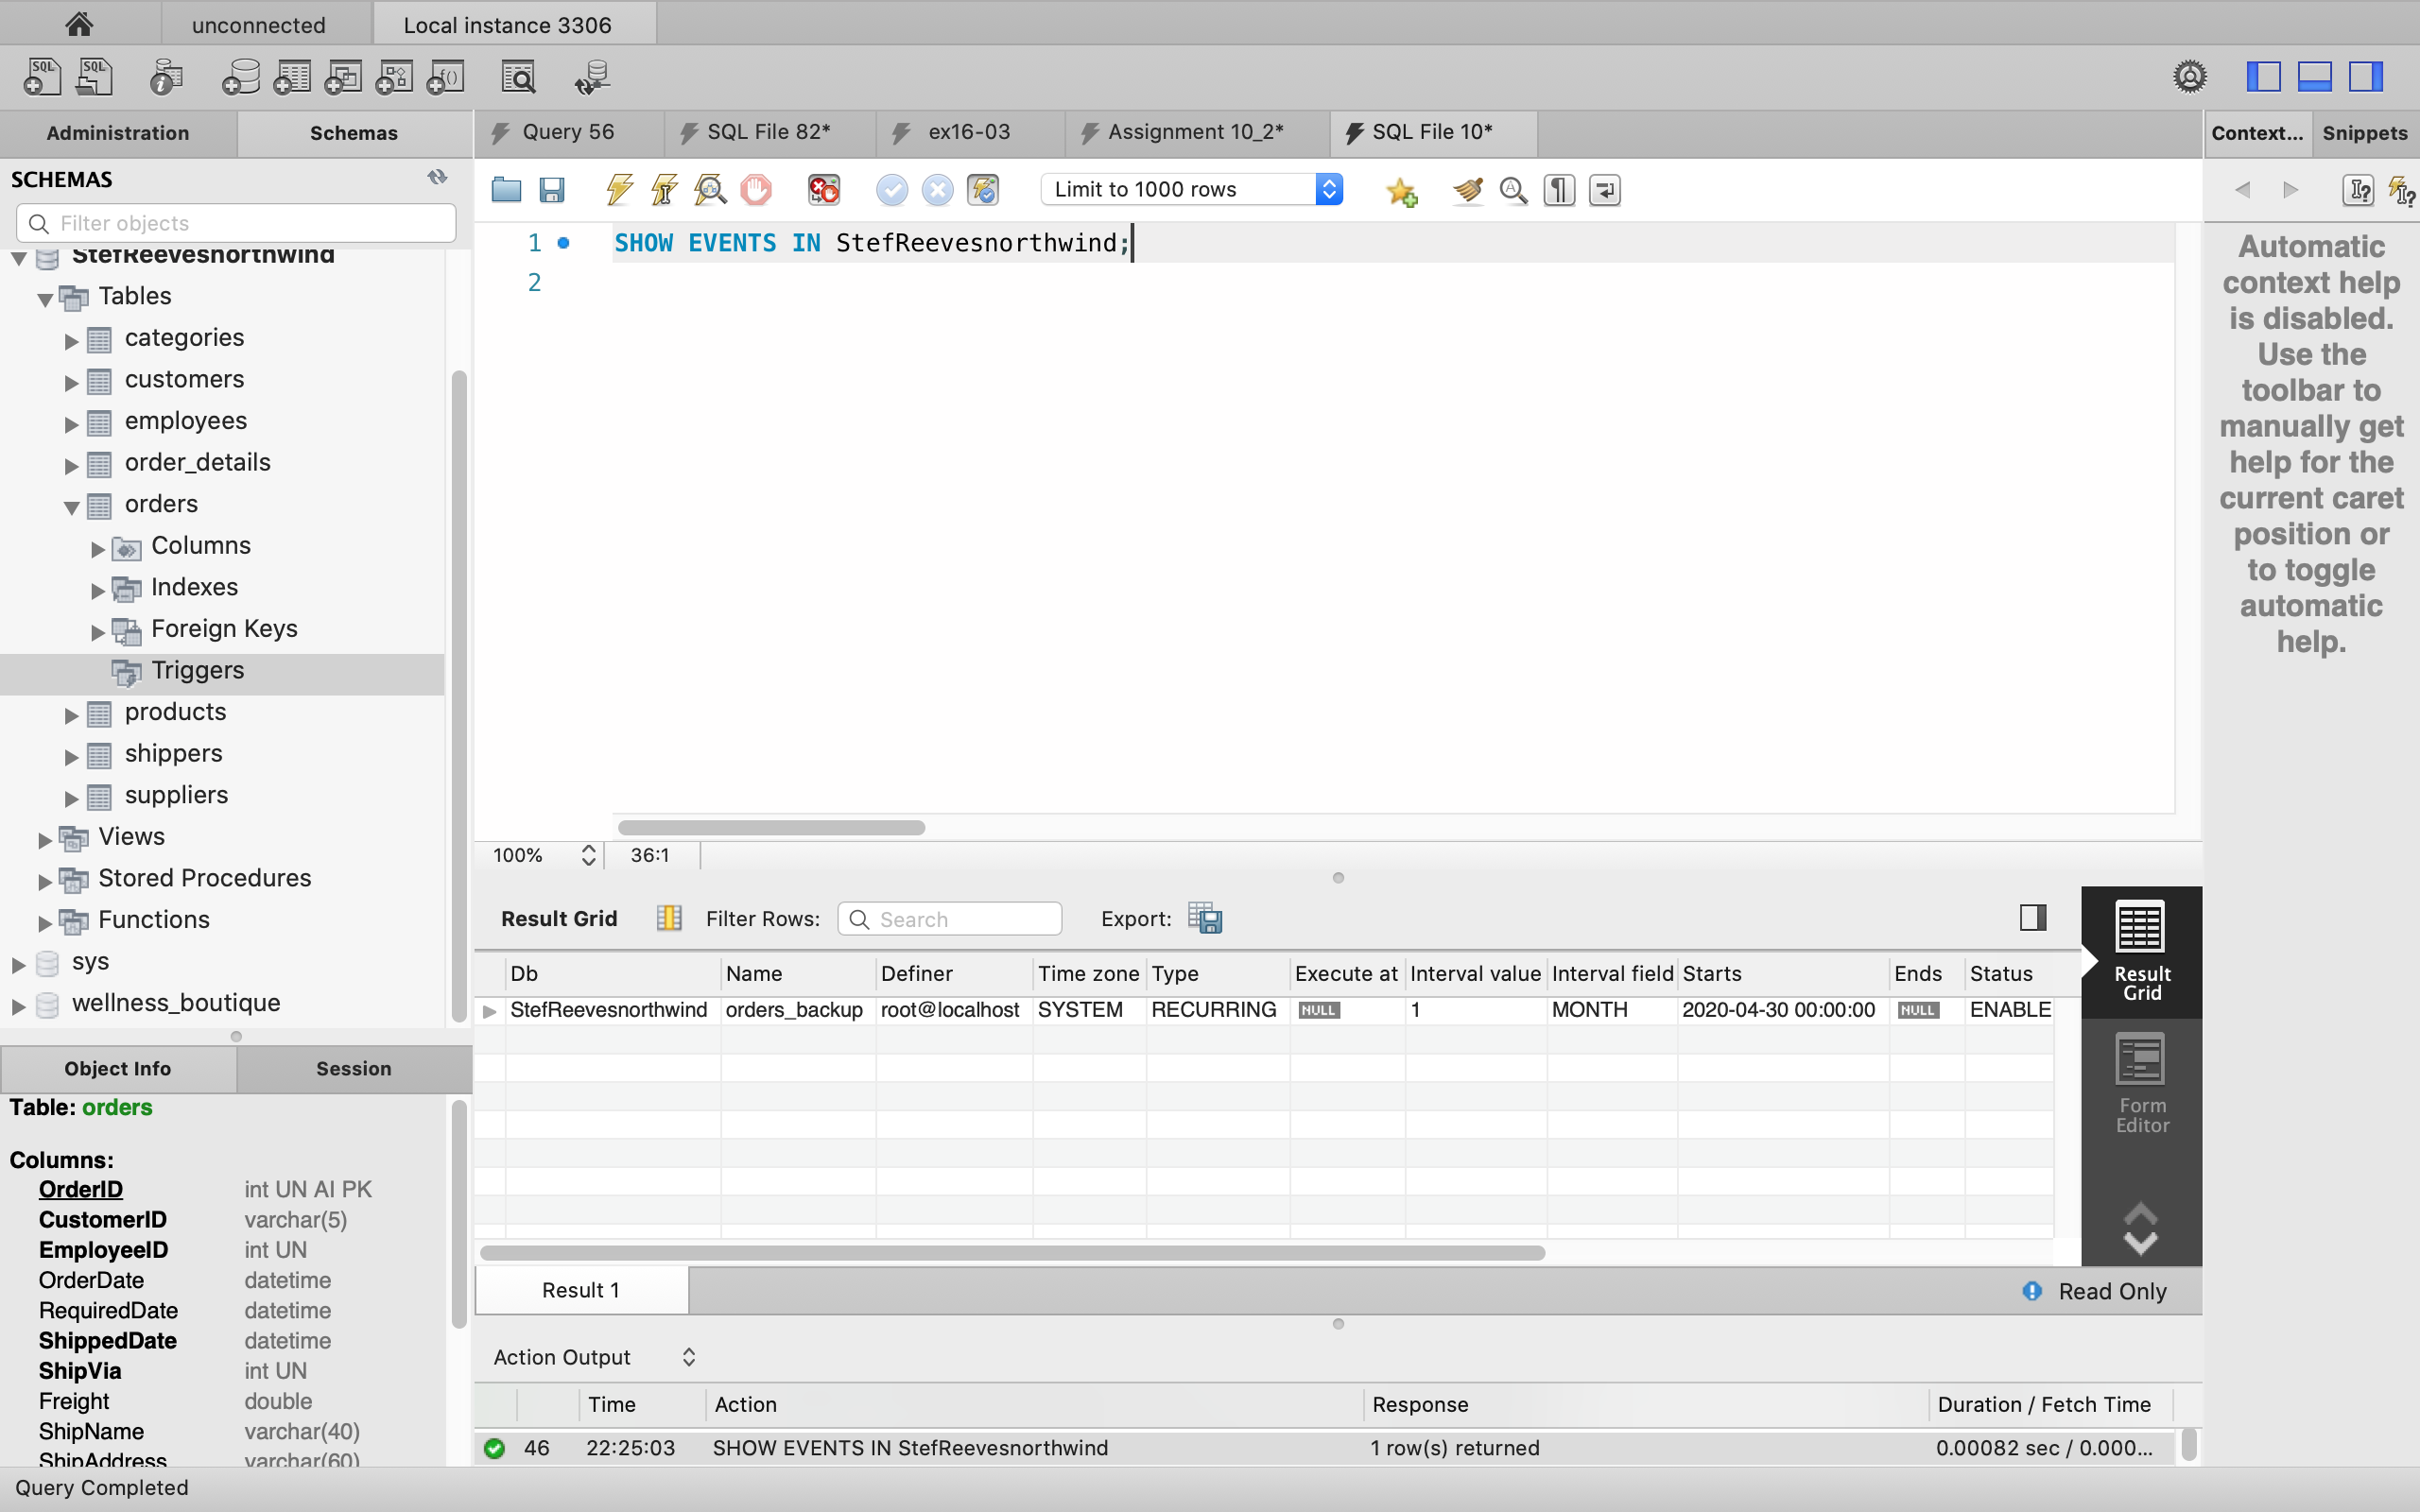 unconnected
Local instance 3306
Administration
Schemas
Query 56
SQL File 82*
ex16-03
Assignment 10_2*
SQL File 10*
Context...
Snippets
SCHEMAS
Filter objects
Limit to 1000 rows
StefReevesnorthwind
Tables
categories
customers
employees
order_details
orders
Columns
Indexes
Foreign Keys
Triggers
products
shippers
suppliers
Views
Stored Procedures
Functions
sys
wellness_boutique
1 SHOW EVENTS IN StefReevesnorthwind;
2
Automatic
context help
is disabled.
Use the
toolbar to
manually get
help for the
current caret
position or
to toggle
automatic
help.
100% 36:1
Result Grid Filter Rows: Search Export:
Db Name Definer Time zone Type Execute at Interval value Interval field Starts Ends Status
StefReevesnorthwind orders_backup root@localhost SYSTEM RECURRING NULL 1 MONTH 2020-04-30 00:00:00 NULL ENABLE
Result
Grid
Form
Editor
Result 1
Read Only
Object Info
Session
Table: orders
Columns:
OrderID int UN AI PK
CustomerID varchar(5)
EmployeeID int UN
OrderDate datetime
RequiredDate datetime
ShippedDate datetime
ShipVia int UN
Freight double
ShipName varchar(40)
ShipAddress varchar(60)
Action Output
Time Action Response Duration / Fetch Time
46 22:25:03 SHOW EVENTS IN StefReevesnorthwind 1 row(s) returned 0.00082 sec / 0.000...
Query Completed